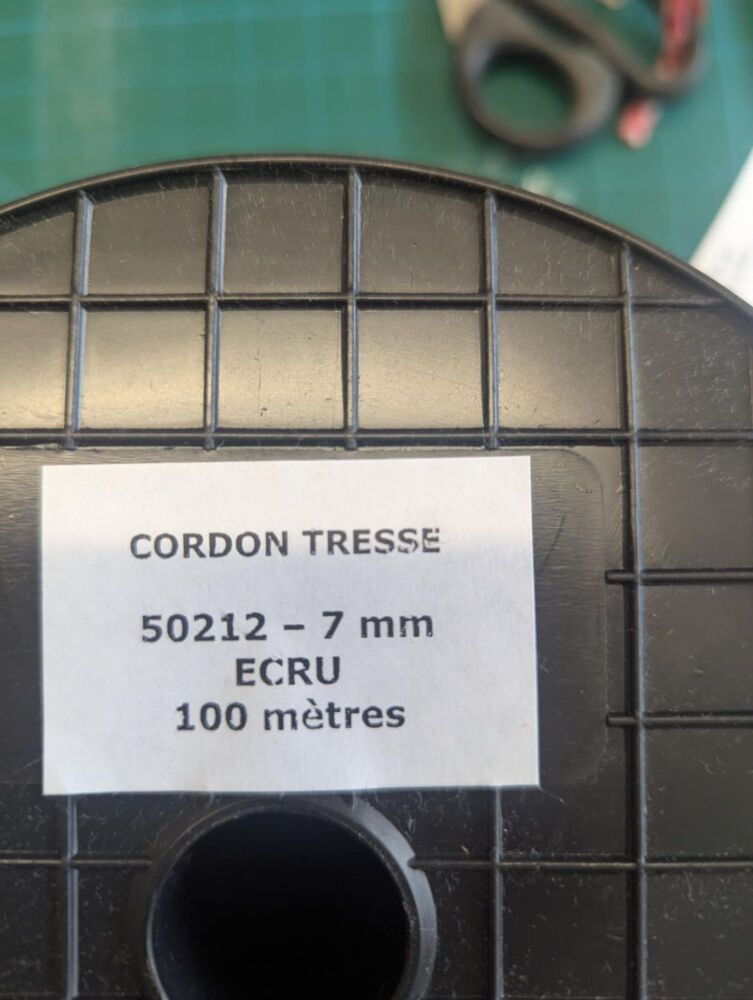 CORDON TRESSE
50212 – 7 mm
ECRU
100 mètres